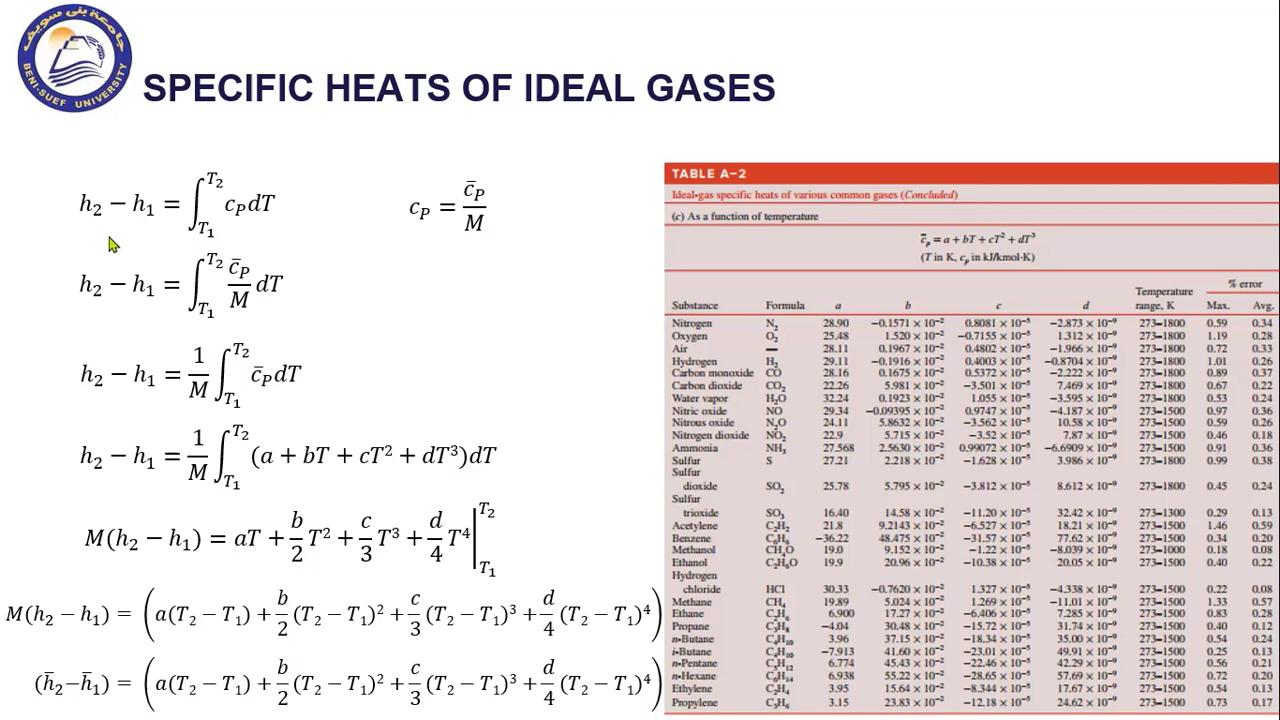 جامعة بنى سويف
BENI-SUEF UNIVERSITY
SPECIFIC HEATS OF IDEAL GASES
h₂ − h₁ = ∫_{T₁}^{T₂} c_P dT
c_P = c̄_P / M
h₂ − h₁ = ∫_{T₁}^{T₂} (c̄_P / M) dT
h₂ − h₁ = (1/M) ∫_{T₁}^{T₂} c̄_P dT
h₂ − h₁ = (1/M) ∫_{T₁}^{T₂} (a + bT + cT² + dT³)dT
M(h₂ − h₁) = aT + (b/2) T² + (c/3) T³ + (d/4) T⁴ |_{T₁}^{T₂}
M(h₂ − h₁) = (a(T₂ − T₁) + (b/2) (T₂ − T₁)² + (c/3) (T₂ − T₁)³ + (d/4) (T₂ − T₁)⁴)
(h̄₂−h̄₁) = (a(T₂ − T₁) + (b/2) (T₂ − T₁)² + (c/3) (T₂ − T₁)³ + (d/4) (T₂ − T₁)⁴)
TABLE A–2
Ideal-gas specific heats of various common gases (Concluded)
(c) As a function of temperature
c̄_p = a + bT + cT² + dT³
(T in K, c_p in kJ/kmol·K)
% error
Substance Formula a b c d Temperature range, K Max. Avg.
Nitrogen N₂ 28.90 −0.1571 × 10⁻² 0.8081 × 10⁻⁵ −2.873 × 10⁻⁹ 273–1800 0.59 0.34
Oxygen O₂ 25.48 1.520 × 10⁻² −0.7155 × 10⁻⁵ 1.312 × 10⁻⁹ 273–1800 1.19 0.28
Air — 28.11 0.1967 × 10⁻² 0.4802 × 10⁻⁵ −1.966 × 10⁻⁹ 273–1800 0.72 0.33
Hydrogen H₂ 29.11 −0.1916 × 10⁻² 0.4003 × 10⁻⁵ −0.8704 × 10⁻⁹ 273–1800 1.01 0.26
Carbon monoxide CO 28.16 0.1675 × 10⁻² 0.5372 × 10⁻⁵ −2.222 × 10⁻⁹ 273–1800 0.89 0.37
Carbon dioxide CO₂ 22.26 5.981 × 10⁻² −3.501 × 10⁻⁵ 7.469 × 10⁻⁹ 273–1800 0.67 0.22
Water vapor H₂O 32.24 0.1923 × 10⁻² 1.055 × 10⁻⁵ −3.595 × 10⁻⁹ 273–1800 0.53 0.24
Nitric oxide NO 29.34 −0.09395 × 10⁻² 0.9747 × 10⁻⁵ −4.187 × 10⁻⁹ 273–1500 0.97 0.36
Nitrous oxide N₂O 24.11 5.8632 × 10⁻² −3.562 × 10⁻⁵ 10.58 × 10⁻⁹ 273–1500 0.59 0.26
Nitrogen dioxide NO₂ 22.9 5.715 × 10⁻² −3.52 × 10⁻⁵ 7.87 × 10⁻⁹ 273–1500 0.46 0.18
Ammonia NH₃ 27.568 2.5630 × 10⁻² 0.99072 × 10⁻⁵ −6.6909 × 10⁻⁹ 273–1500 0.91 0.36
Sulfur S 27.21 2.218 × 10⁻² −1.628 × 10⁻⁵ 3.986 × 10⁻⁹ 273–1800 0.99 0.38
Sulfur
dioxide SO₂ 25.78 5.795 × 10⁻² −3.812 × 10⁻⁵ 8.612 × 10⁻⁹ 273–1800 0.45 0.24
Sulfur
trioxide SO₃ 16.40 14.58 × 10⁻² −11.20 × 10⁻⁵ 32.42 × 10⁻⁹ 273–1300 0.29 0.13
Acetylene C₂H₂ 21.8 9.2143 × 10⁻² −6.527 × 10⁻⁵ 18.21 × 10⁻⁹ 273–1500 1.46 0.59
Benzene C₆H₆ −36.22 48.475 × 10⁻² −31.57 × 10⁻⁵ 77.62 × 10⁻⁹ 273–1500 0.34 0.20
Methanol CH₄O 19.0 9.152 × 10⁻² −1.22 × 10⁻⁵ −8.039 × 10⁻⁹ 273–1000 0.18 0.08
Ethanol C₂H₆O 19.9 20.96 × 10⁻² −10.38 × 10⁻⁵ 20.05 × 10⁻⁹ 273–1500 0.40 0.22
Hydrogen
chloride HCl 30.33 −0.7620 × 10⁻² 1.327 × 10⁻⁵ −4.338 × 10⁻⁹ 273–1500 0.22 0.08
Methane CH₄ 19.89 5.024 × 10⁻² 1.269 × 10⁻⁵ −11.01 × 10⁻⁹ 273–1500 1.33 0.57
Ethane C₂H₆ 6.900 17.27 × 10⁻² −6.406 × 10⁻⁵ 7.285 × 10⁻⁹ 273–1500 0.83 0.28
Propane C₃H₈ −4.04 30.48 × 10⁻² −15.72 × 10⁻⁵ 31.74 × 10⁻⁹ 273–1500 0.40 0.12
n-Butane C₄H₁₀ 3.96 37.15 × 10⁻² −18.34 × 10⁻⁵ 35.00 × 10⁻⁹ 273–1500 0.54 0.24
i-Butane C₄H₁₀ −7.913 41.60 × 10⁻² −23.01 × 10⁻⁵ 49.91 × 10⁻⁹ 273–1500 0.25 0.13
n-Pentane C₅H₁₂ 6.774 45.43 × 10⁻² −22.46 × 10⁻⁵ 42.29 × 10⁻⁹ 273–1500 0.56 0.21
n-Hexane C₆H₁₄ 6.938 55.22 × 10⁻² −28.65 × 10⁻⁵ 57.69 × 10⁻⁹ 273–1500 0.72 0.20
Ethylene C₂H₄ 3.95 15.64 × 10⁻² −8.344 × 10⁻⁵ 17.67 × 10⁻⁹ 273–1500 0.54 0.13
Propylene C₃H₆ 3.15 23.83 × 10⁻² −12.18 × 10⁻⁵ 24.62 × 10⁻⁹ 273–1500 0.73 0.17